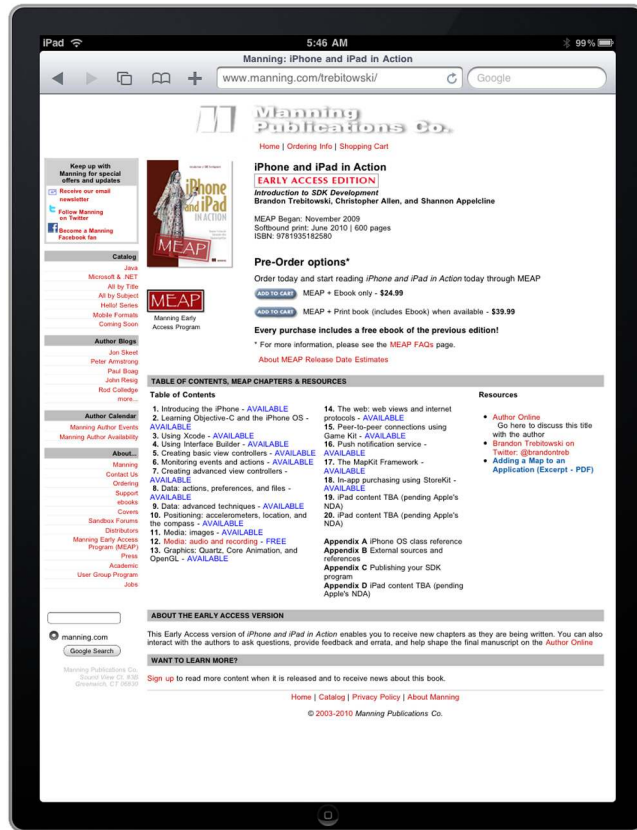 iPad
5:46 AM
99%
Manning: iPhone and iPad in Action
www.manning.com/trebitowski/
Google
Manning
Publications Co.
Home | Ordering Info | Shopping Cart
Keep up with
Manning for special
offers and updates
Receive our email
newsletter
Follow Manning
on Twitter
Become a Manning
Facebook fan
Catalog
Java
Microsoft & .NET
All by Title
All by Subject
Hello! Series
Mobile Formats
Coming Soon
Author Blogs
Jon Skeet
Peter Armstrong
Paul Boag
John Resig
Rod Colledge
more...
Author Calendar
Manning Author Events
Manning Author Availability
About...
Manning
Contact Us
Ordering
Support
ebooks
Covers
Sandbox Forums
Distributors
Manning Early Access
Program (MEAP)
Press
Academic
User Group Program
Jobs
manning.com
Google Search
Manning Publications Co.
Greenwich, CT 06830
iPhone
and iPad
IN ACTION
MEAP
MEAP
Manning Early
Access Program
iPhone and iPad in Action
EARLY ACCESS EDITION
Introduction to SDK Development
Brandon Trebitowski, Christopher Allen, and Shannon Appelcline
MEAP Began: November 2009
Softbound print: June 2010 | 600 pages
ISBN: 9781935182580
Pre-Order options*
Order today and start reading iPhone and iPad in Action today through MEAP
ADD TO CART MEAP + Ebook only - $24.99
ADD TO CART MEAP + Print book (includes Ebook) when available - $39.99
Every purchase includes a free ebook of the previous edition!
* For more information, please see the MEAP FAQs page.
About MEAP Release Date Estimates
TABLE OF CONTENTS, MEAP CHAPTERS & RESOURCES
Table of Contents
1. Introducing the iPhone - AVAILABLE
2. Learning Objective-C and the iPhone OS -
AVAILABLE
3. Using Xcode - AVAILABLE
4. Using Interface Builder - AVAILABLE
5. Creating basic view controllers - AVAILABLE
6. Monitoring events and actions - AVAILABLE
7. Creating advanced view controllers -
AVAILABLE
8. Data: actions, preferences, and files -
AVAILABLE
9. Data: advanced techniques - AVAILABLE
10. Positioning: accelerometers, location, and
the compass - AVAILABLE
11. Media: images - AVAILABLE
12. Media: audio and recording - FREE
13. Graphics: Quartz, Core Animation, and
OpenGL - AVAILABLE
14. The web: web views and internet
protocols - AVAILABLE
15. Peer-to-peer connections using
Game Kit - AVAILABLE
16. Push notification service -
AVAILABLE
17. The MapKit Framework -
AVAILABLE
18. In-app purchasing using StoreKit -
AVAILABLE
19. iPad content TBA (pending Apple's
NDA)
20. iPad content TBA (pending Apple's
NDA)
Appendix A iPhone OS class reference
Appendix B External sources and
references
Appendix C Publishing your SDK
program
Appendix D iPad content TBA (pending
Apple's NDA)
Resources
Author Online
Go here to discuss this title
with the author
Brandon Trebitowski on
Twitter: @brandontreb
Adding a Map to an
Application (Excerpt - PDF)
ABOUT THE EARLY ACCESS VERSION
This Early Access version of iPhone and iPad in Action enables you to receive new chapters as they are being written. You can also
interact with the authors to ask questions, provide feedback and errata, and help shape the final manuscript on the Author Online
WANT TO LEARN MORE?
Sign up to read more content when it is released and to receive news about this book.
Home | Catalog | Privacy Policy | About Manning
© 2003-2010 Manning Publications Co.